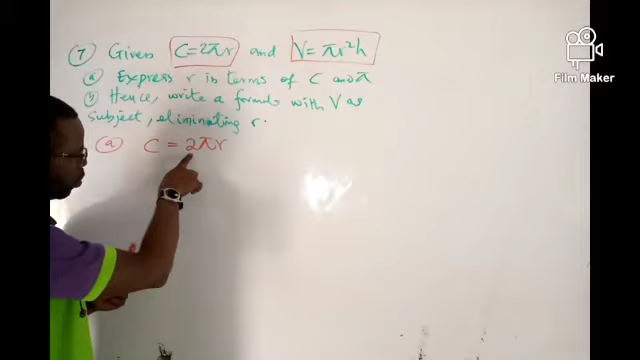 7 Given C=2πr and V=πr²h
a Express r in terms of C and π
b Hence, write a formula with V as
subject, eliminating r.
a C = 2πr
Film Maker